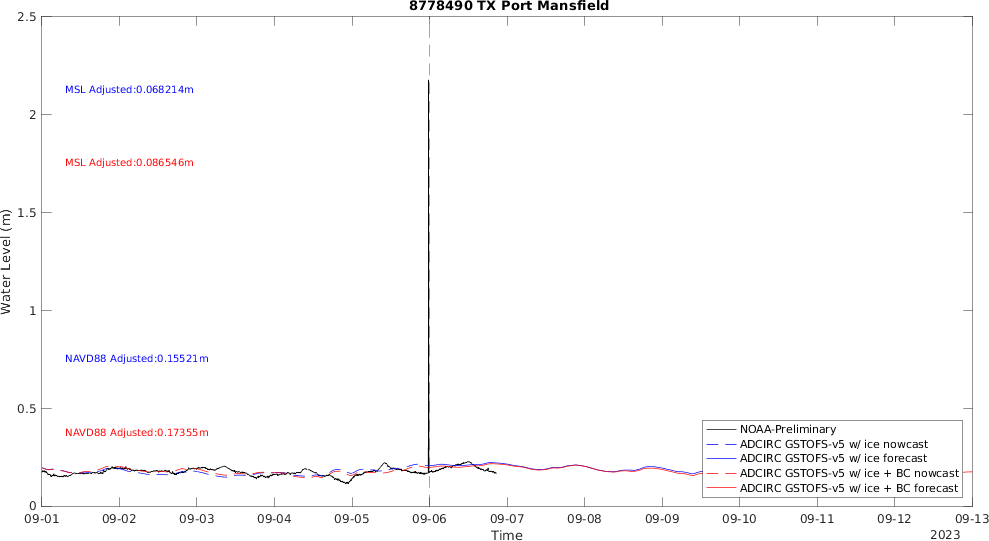 8778490 TX Port Mansfield
2.5
2
1.5
1
0.5
0
Water Level (m)
MSL Adjusted:0.068214m
MSL Adjusted:0.086546m
NAVD88 Adjusted:0.15521m
NAVD88 Adjusted:0.17355m
NOAA-Preliminary
ADCIRC GSTOFS-v5 w/ ice nowcast
ADCIRC GSTOFS-v5 w/ ice forecast
ADCIRC GSTOFS-v5 w/ ice + BC nowcast
ADCIRC GSTOFS-v5 w/ ice + BC forecast
09-01 09-02 09-03 09-04 09-05 09-06 09-07 09-08 09-09 09-10 09-11 09-12 09-13
Time
2023